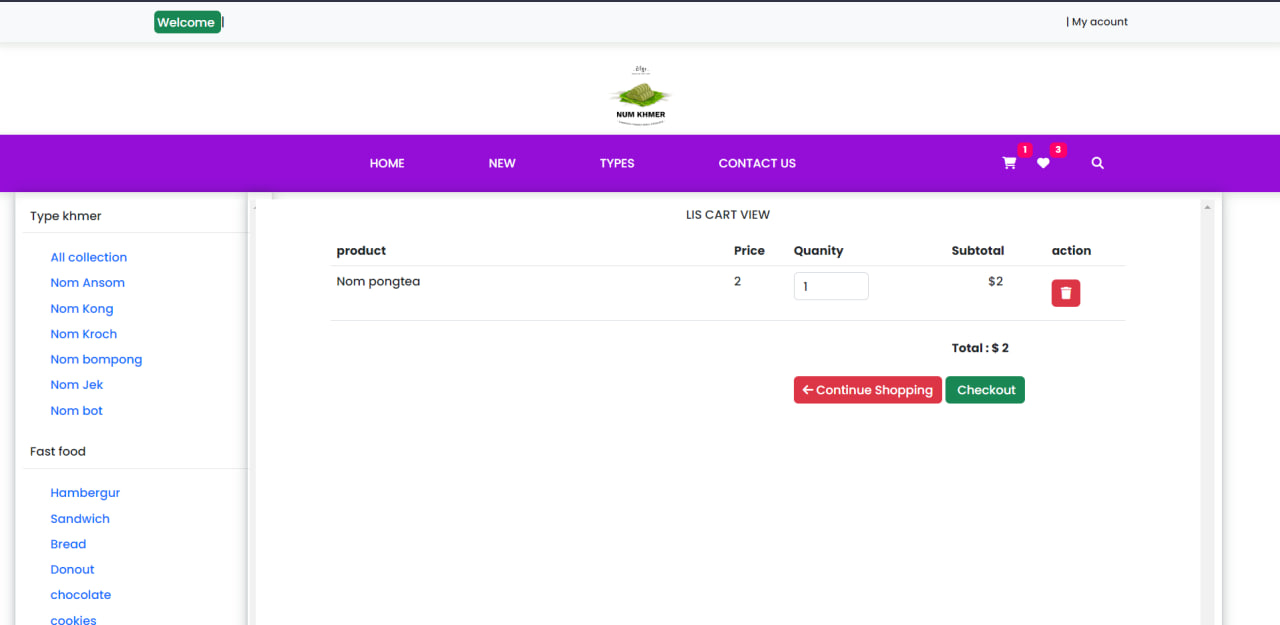 Welcome |
| My acount
NUM KHMER
HOME NEW TYPES CONTACT US 1 3
Type khmer
All collection
Nom Ansom
Nom Kong
Nom Kroch
Nom bompong
Nom Jek
Nom bot
Fast food
Hambergur
Sandwich
Bread
Donout
chocolate
cookies
LIS CART VIEW
product Price Quanity Subtotal action
Nom pongtea 2 1 $2
Total : $ 2
Continue Shopping Checkout